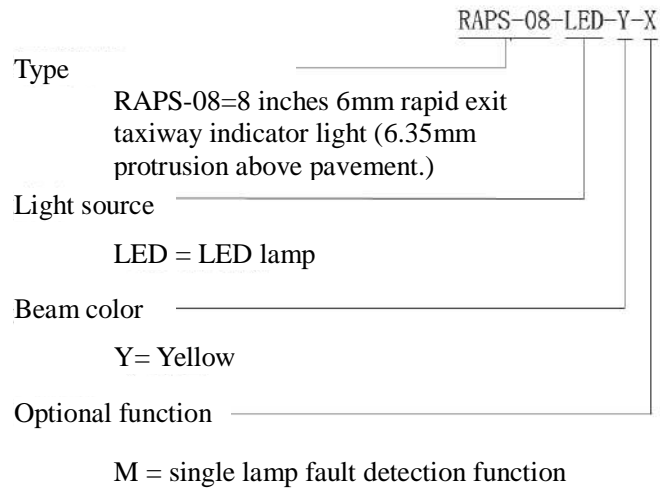 RAPS-08-LED-Y-X
Type
RAPS-08=8 inches 6mm rapid exit
taxiway indicator light (6.35mm
protrusion above pavement.)
Light source
LED = LED lamp
Beam color
Y= Yellow
Optional function
M = single lamp fault detection function